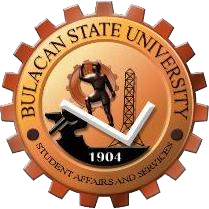 BULACAN STATE UNIVERSITY
1904
STUDENT AFFAIRS AND SERVICES